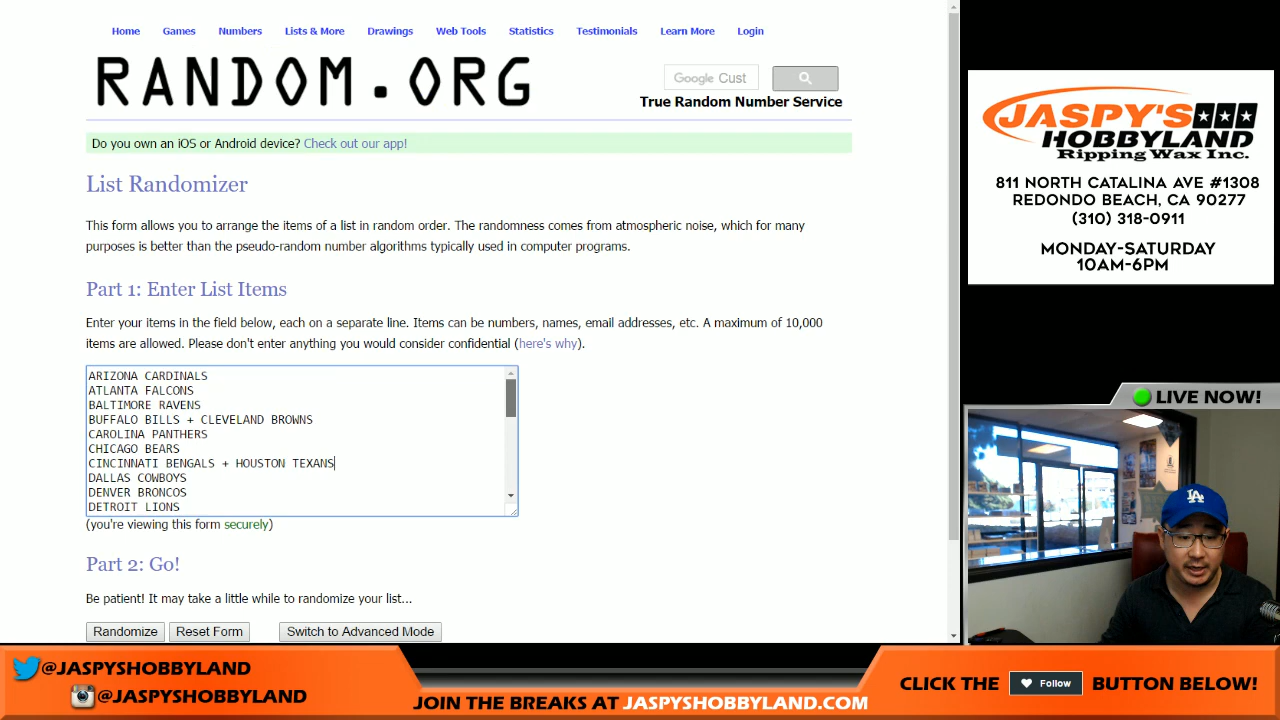 Home Games Numbers Lists & More Drawings Web Tools Statistics Testimonials Learn More Login
RANDOM.ORG
Google Cust
True Random Number Service
Do you own an iOS or Android device? Check out our app!
List Randomizer
This form allows you to arrange the items of a list in random order. The randomness comes from atmospheric noise, which for many
purposes is better than the pseudo-random number algorithms typically used in computer programs.
Part 1: Enter List Items
Enter your items in the field below, each on a separate line. Items can be numbers, names, email addresses, etc. A maximum of 10,000
items are allowed. Please don't enter anything you would consider confidential (here's why).
ARIZONA CARDINALS
ATLANTA FALCONS
BALTIMORE RAVENS
BUFFALO BILLS + CLEVELAND BROWNS
CAROLINA PANTHERS
CHICAGO BEARS
CINCINNATI BENGALS + HOUSTON TEXANS
DALLAS COWBOYS
DENVER BRONCOS
DETROIT LIONS
(you're viewing this form securely)
Part 2: Go!
Be patient! It may take a little while to randomize your list...
Randomize Reset Form Switch to Advanced Mode
JASPY'S
HOBBYLAND
Ripping Wax Inc.
811 NORTH CATALINA AVE #1308
REDONDO BEACH, CA 90277
(310) 318-0911
MONDAY-SATURDAY
10AM-6PM
LIVE NOW!
LA
@JASPYSHOBBYLAND
@JASPYSHOBBYLAND
JOIN THE BREAKS AT JASPYSHOBBYLAND.COM
CLICK THE Follow BUTTON BELOW!